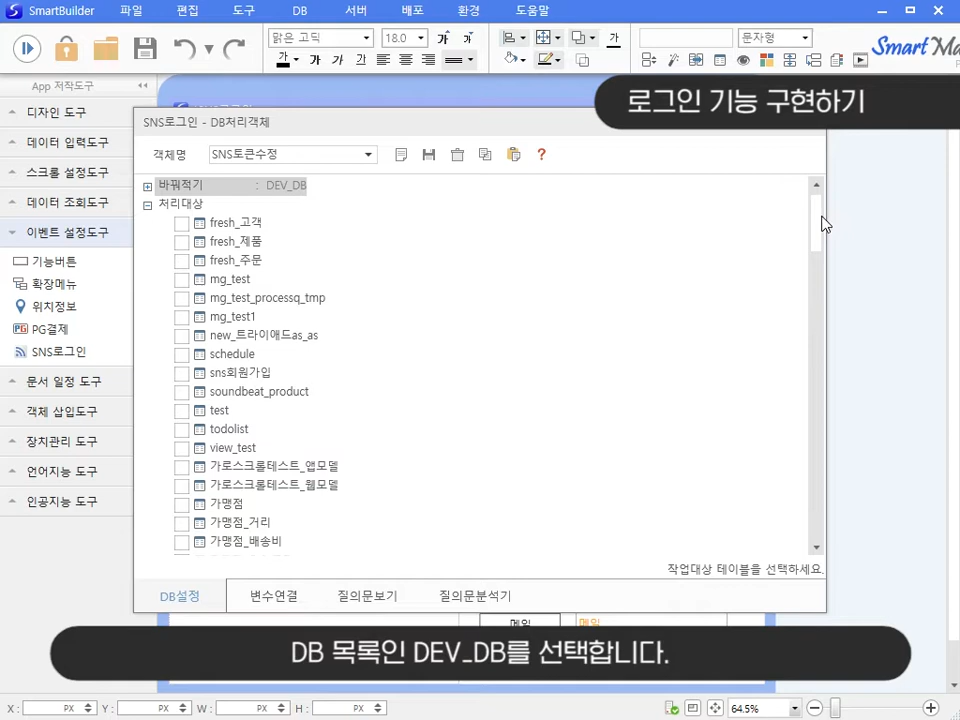 SmartBuilder 파일 편집 도구 DB 서버 배포 환경 도움말
맑은 고딕 18.0 가 가 문자형
가 가 가 가
App 저작도구
디자인 도구
데이터 입력도구
스크롤 설정도구
데이터 조회도구
이벤트 설정도구
기능버튼
확장메뉴
위치정보
PG결제
SNS로그인
문서 일정 도구
객체 삽입도구
장치관리 도구
언어지능 도구
인공지능 도구
로그인 기능 구현하기
SNS로그인 - DB처리객체
객체명 SNS토큰수정
바꿔적기 : DEV_DB
처리대상
fresh_고객
fresh_제품
fresh_주문
mg_test
mg_test_processq_tmp
mg_test1
new_트라이애드as_as
schedule
sns회원가입
soundbeat_product
test
todolist
view_test
가로스크롤테스트_앱모델
가로스크롤테스트_웹모델
가맹점
가맹점_거리
가맹점_배송비
작업대상 테이블을 선택하세요.
DB설정 변수연결 질의문보기 질의문분석기
메일 메일
DB 목록인 DEV_DB를 선택합니다.
X : PX Y : PX W : PX H : PX 64.5%